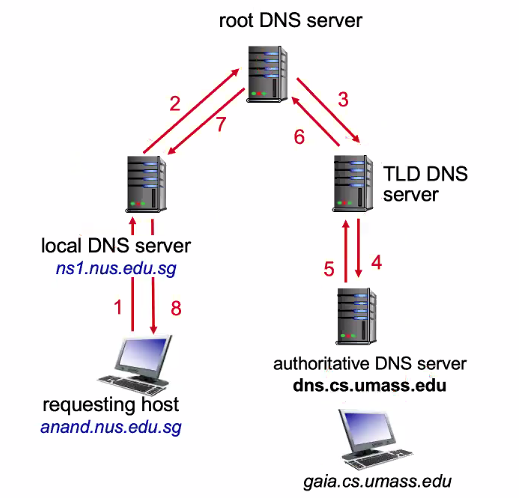 root DNS server
2
3
7
6
TLD DNS
server
local DNS server
ns1.nus.edu.sg
5
4
1
8
authoritative DNS server
dns.cs.umass.edu
requesting host
anand.nus.edu.sg
gaia.cs.umass.edu